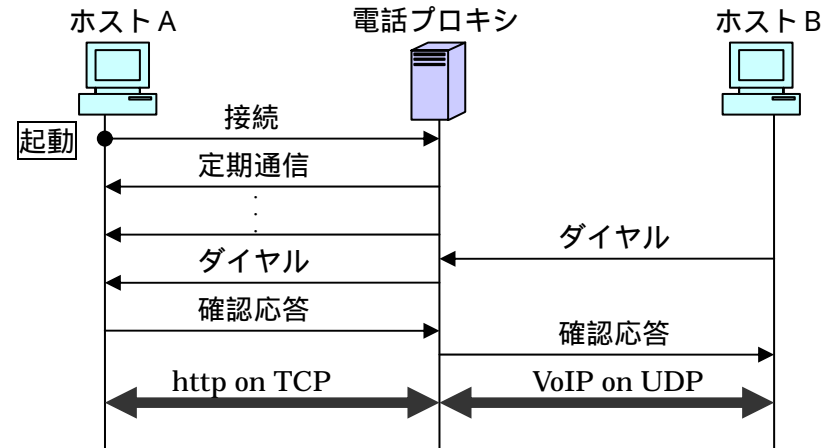 ホストA 電話プロキシ ホストB
接続
起動
定期通信
ダイヤル
ダイヤル
確認応答
確認応答
http on TCP VoIP on UDP